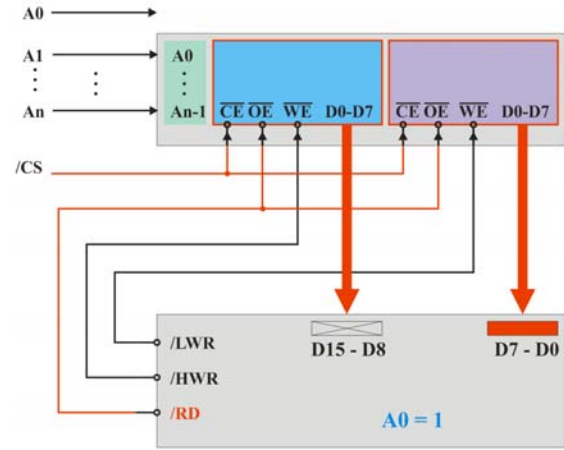 A0
A1
A0
An
An-1
CE OE WE D0-D7
CE OE WE D0-D7
/CS
/LWR
D15 - D8
D7 - D0
/HWR
/RD
A0 = 1